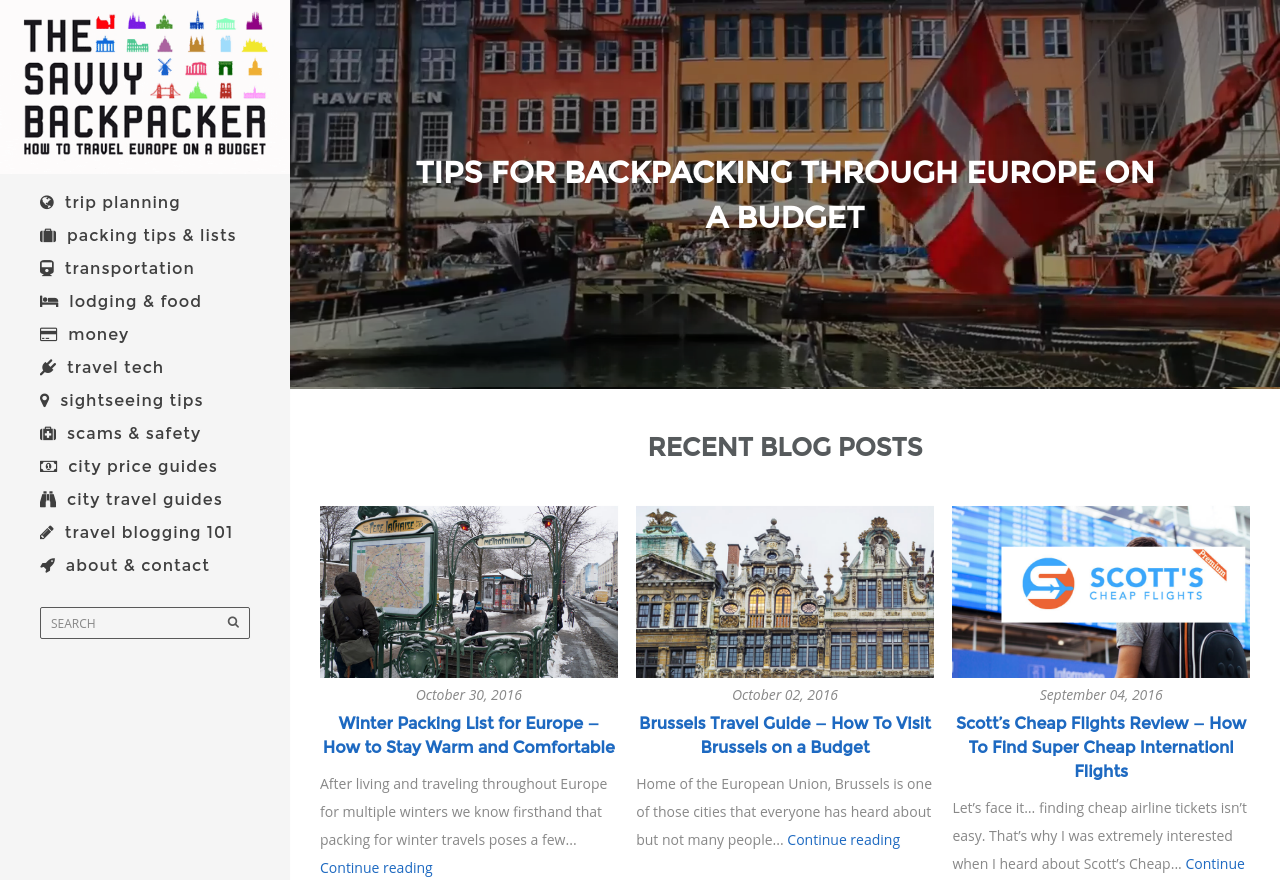 THE
SAVVY
BACKPACKER
HOW TO TRAVEL EUROPE ON A BUDGET
trip planning
packing tips & lists
transportation
lodging & food
money
travel tech
sightseeing tips
scams & safety
city price guides
city travel guides
travel blogging 101
about & contact
SEARCH
HAVFRUEN
TIPS FOR BACKPACKING THROUGH EUROPE ON
A BUDGET
RECENT BLOG POSTS
METROPOLITAIN
October 30, 2016
Winter Packing List for Europe –
How to Stay Warm and Comfortable
After living and traveling throughout Europe
for multiple winters we know firsthand that
packing for winter travels poses a few...
Continue reading
October 02, 2016
Brussels Travel Guide – How To Visit
Brussels on a Budget
Home of the European Union, Brussels is one
of those cities that everyone has heard about
but not many people... Continue reading
SCOTT'S
CHEAP FLIGHTS
Premium
Information
September 04, 2016
Scott’s Cheap Flights Review – How
To Find Super Cheap Internationl
Flights
Let’s face it... finding cheap airline tickets isn’t
easy. That’s why I was extremely interested
when I heard about Scott’s Cheap... Continue